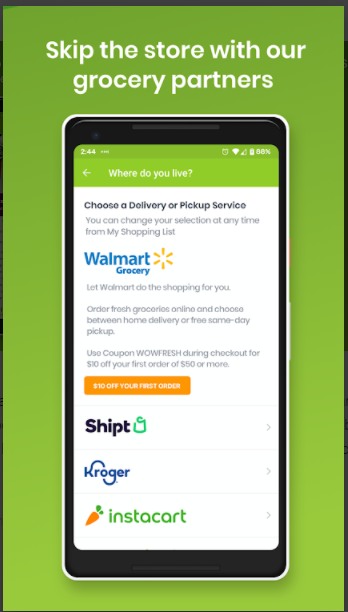 Skip the store with our
grocery partners
2:44 •••
88%
Where do you live?
Choose a Delivery or Pickup Service
You can change your selection at any time
from My Shopping List
Walmart
Grocery
Let Walmart do the shopping for you.
Order fresh groceries online and choose
between home delivery or free same-day
pickup.
Use Coupon WOWFRESH during checkout for
$10 off your first order of $50 or more.
$10 OFF YOUR FIRST ORDER
Shipt
Kroger
instacart